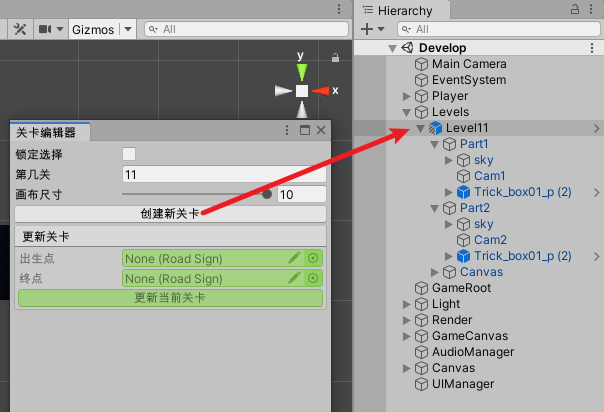 Gizmos
All
y
x
关卡编辑器
锁定选择
第几关 11
画布尺寸 10
创建新关卡
更新关卡
出生点 None (Road Sign)
终点 None (Road Sign)
更新当前关卡
Hierarchy
All
Develop
Main Camera
EventSystem
Player
Levels
Level11
Part1
sky
Cam1
Trick_box01_p (2)
Part2
sky
Cam2
Trick_box01_p (2)
Canvas
GameRoot
Light
Render
GameCanvas
AudioManager
Canvas
UIManager